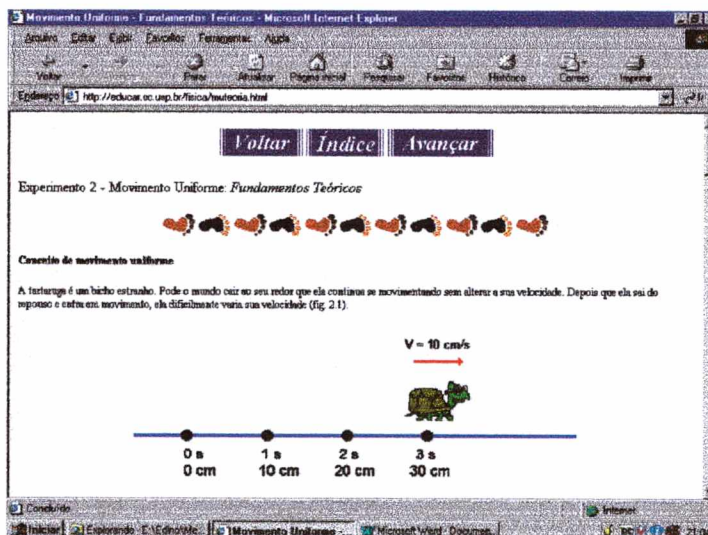 Movimento Uniforme - Fundamentos Teóricos - Microsoft Internet Explorer
Arquivo Editar Exibir Favoritos Ferramentas Ajuda
Voltar Parar Atualizar Página inicial Pesquisar Favoritos Histórico Correio Imprimir
Endereço http://educar.sc.usp.br/fisica/muteoria.html
Voltar Índice Avançar
Experimento 2 - Movimento Uniforme: Fundamentos Teóricos
Conceito de movimento uniforme
A tartaruga é um bicho estranho. Pode o mundo cair ao seu redor que ela continua se movimentando sem alterar a sua velocidade. Depois que ela sai do
repouso e entra em movimento, ela dificilmente varia sua velocidade (fig. 2.1).
V = 10 cm/s
0 s 1 s 2 s 3 s
0 cm 10 cm 20 cm 30 cm
Concluído Internet
Iniciar Explorando Movimento Uniforme - Microsoft Word - Documen...